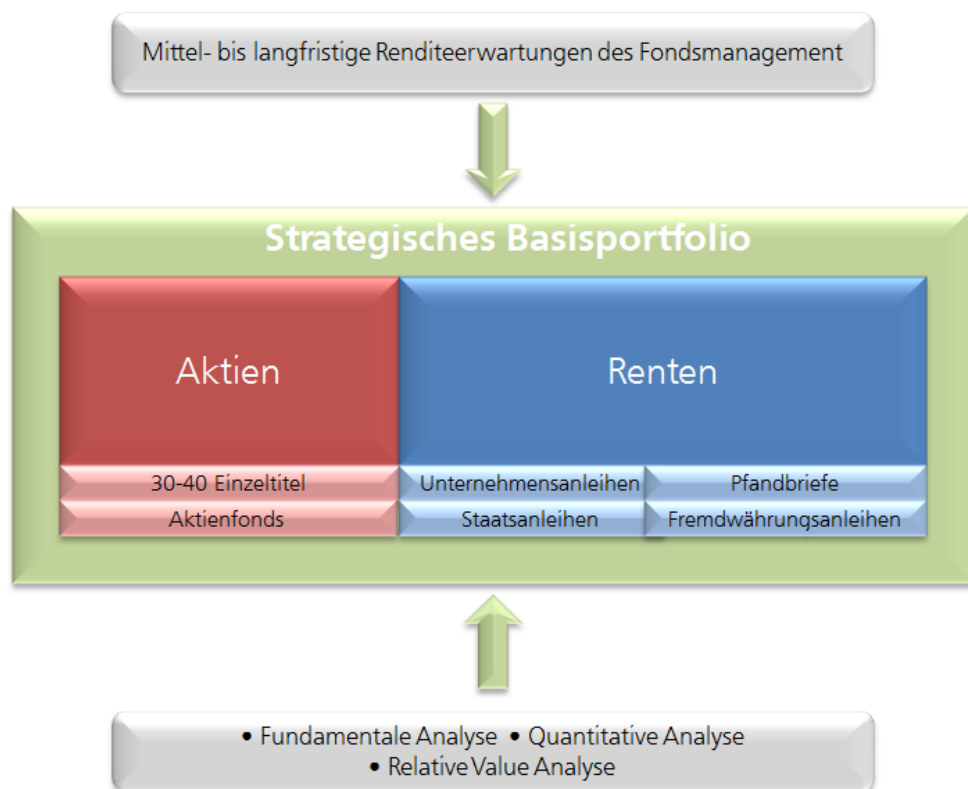 Mittel- bis langfristige Renditeerwartungen des Fondsmanagement
Strategisches Basisportfolio
Aktien
Renten
30-40 Einzeltitel
Unternehmensanleihen
Pfandbriefe
Aktienfonds
Staatsanleihen
Fremdwährungsanleihen
• Fundamentale Analyse • Quantitative Analyse
• Relative Value Analyse